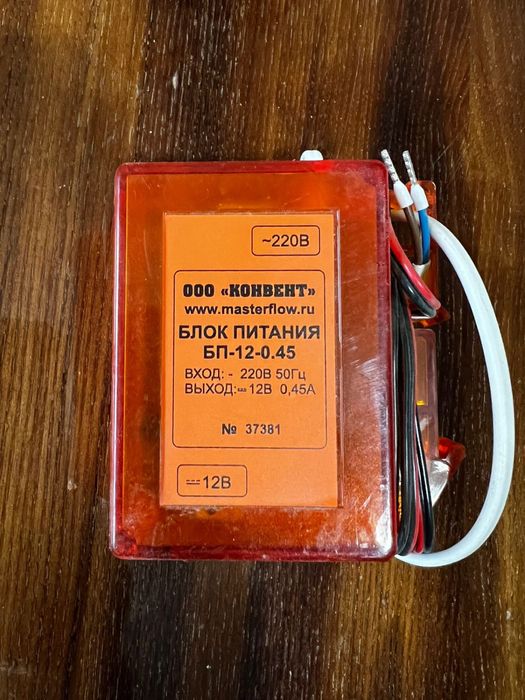 ~220В
ООО «КОНВЕНТ»
www.masterflow.ru
БЛОК ПИТАНИЯ
БП-12-0.45
ВХОД: - 220В 50Гц
ВЫХОД:⎓12В 0,45А
№ 37381
⎓12В